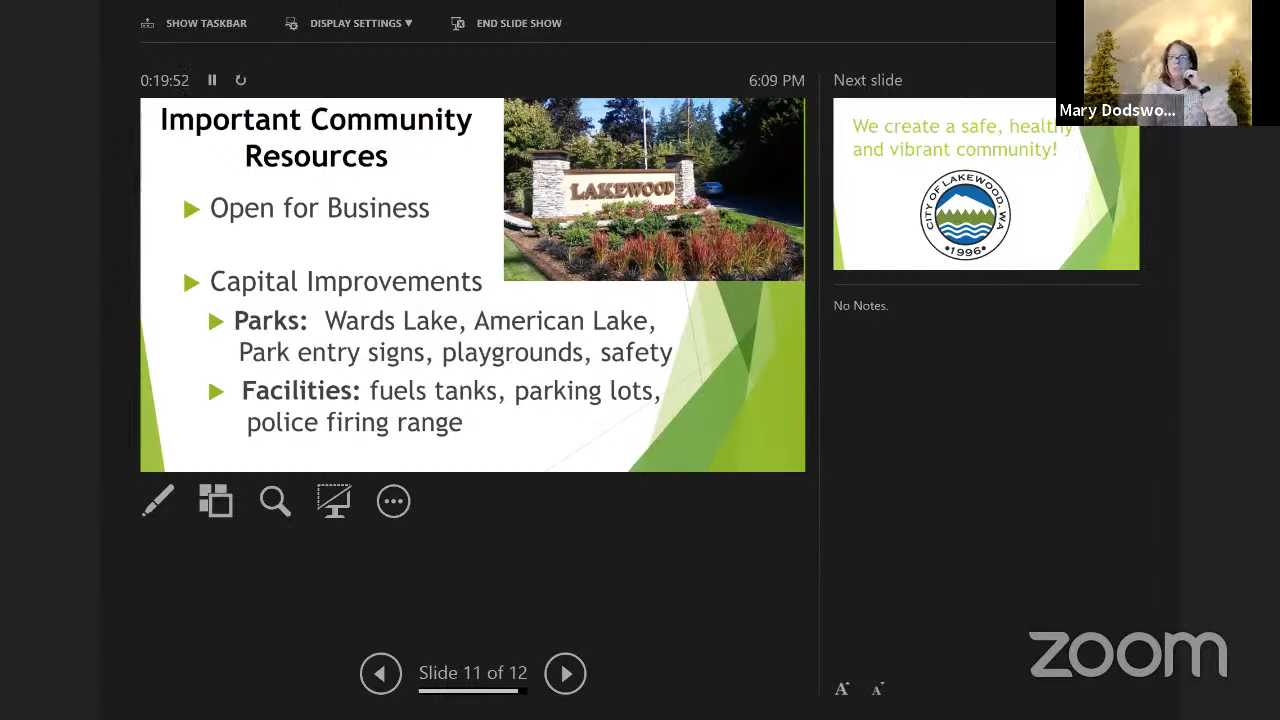 SHOW TASKBAR
DISPLAY SETTINGS ▼
END SLIDE SHOW
Mary Dodswo...
0:19:52
6:09 PM
Next slide
Important Community
Resources
Open for Business
Capital Improvements
Parks: Wards Lake, American Lake,
Park entry signs, playgrounds, safety
Facilities: fuels tanks, parking lots,
police firing range
LAKEWOOD
We create a safe, healthy
and vibrant community!
CITY OF LAKEWOOD, WA
•1996•
No Notes.
Slide 11 of 12
A A
zoom